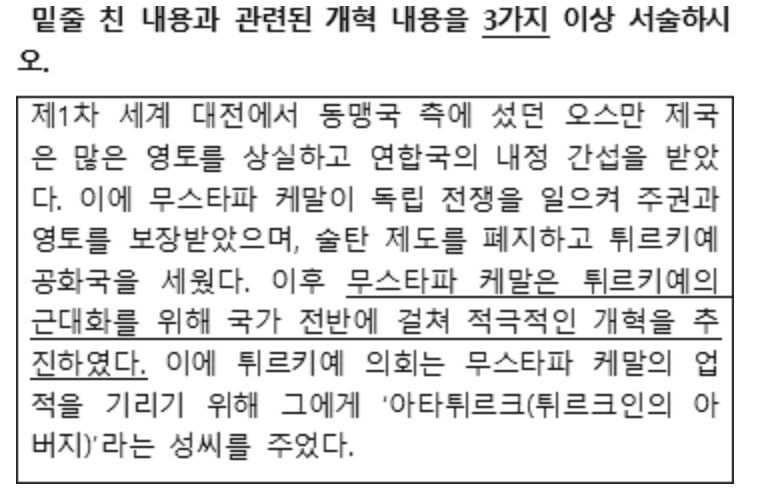 밑줄 친 내용과 관련된 개혁 내용을 3가지 이상 서술하시
오.
제1차 세계 대전에서 동맹국 측에 섰던 오스만 제국
은 많은 영토를 상실하고 연합국의 내정 간섭을 받았
다. 이에 무스타파 케말이 독립 전쟁을 일으켜 주권과
영토를 보장받았으며, 술탄 제도를 폐지하고 튀르키예
공화국을 세웠다. 이후 무스타파 케말은 튀르키예의
근대화를 위해 국가 전반에 걸쳐 적극적인 개혁을 추
진하였다. 이에 튀르키예 의회는 무스타파 케말의 업
적을 기리기 위해 그에게 ‘아타튀르크(튀르크인의 아
버지)’라는 성씨를 주었다.